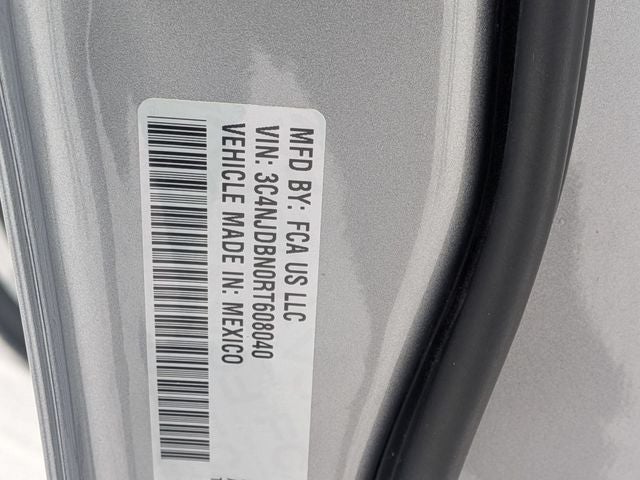 MFD BY: FCA US LLC
VIN: 3C4NJDBN0RT608040
VEHICLE MADE IN: MEXICO